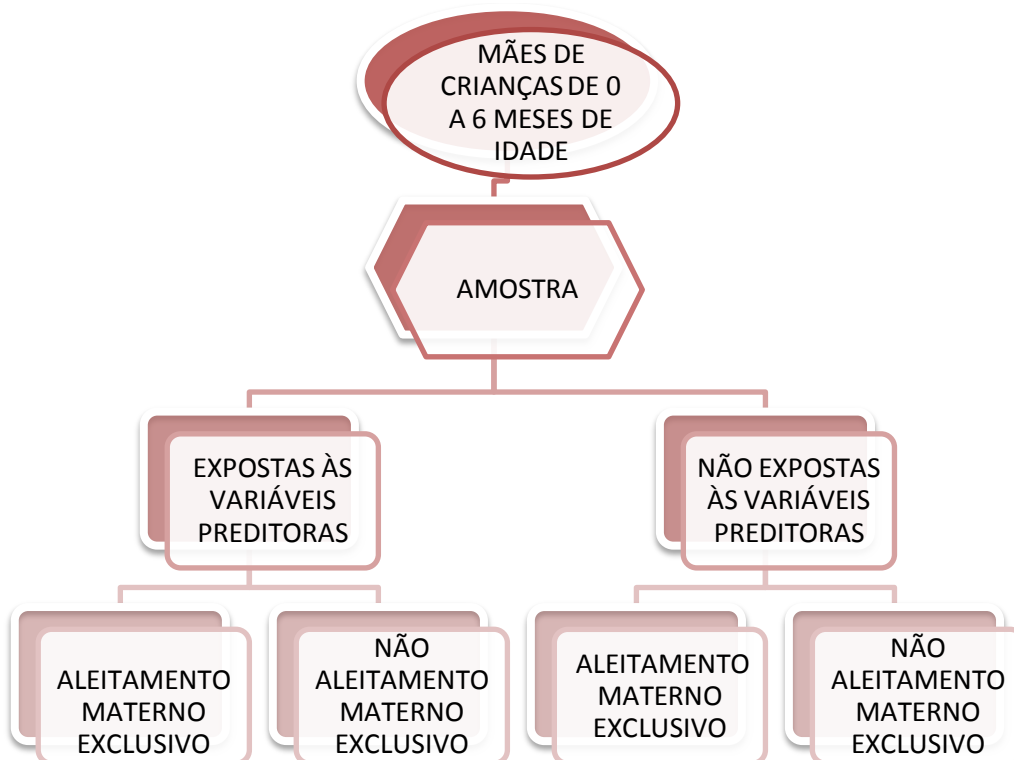 MÃES DE
CRIANÇAS DE 0
A 6 MESES DE
IDADE
AMOSTRA
EXPOSTAS ÀS
VARIÁVEIS
PREDITORAS
NÃO EXPOSTAS
ÀS VARIÁVEIS
PREDITORAS
ALEITAMENTO
MATERNO
EXCLUSIVO
NÃO
ALEITAMENTO
MATERNO
EXCLUSIVO
ALEITAMENTO
MATERNO
EXCLUSIVO
NÃO
ALEITAMENTO
MATERNO
EXCLUSIVO